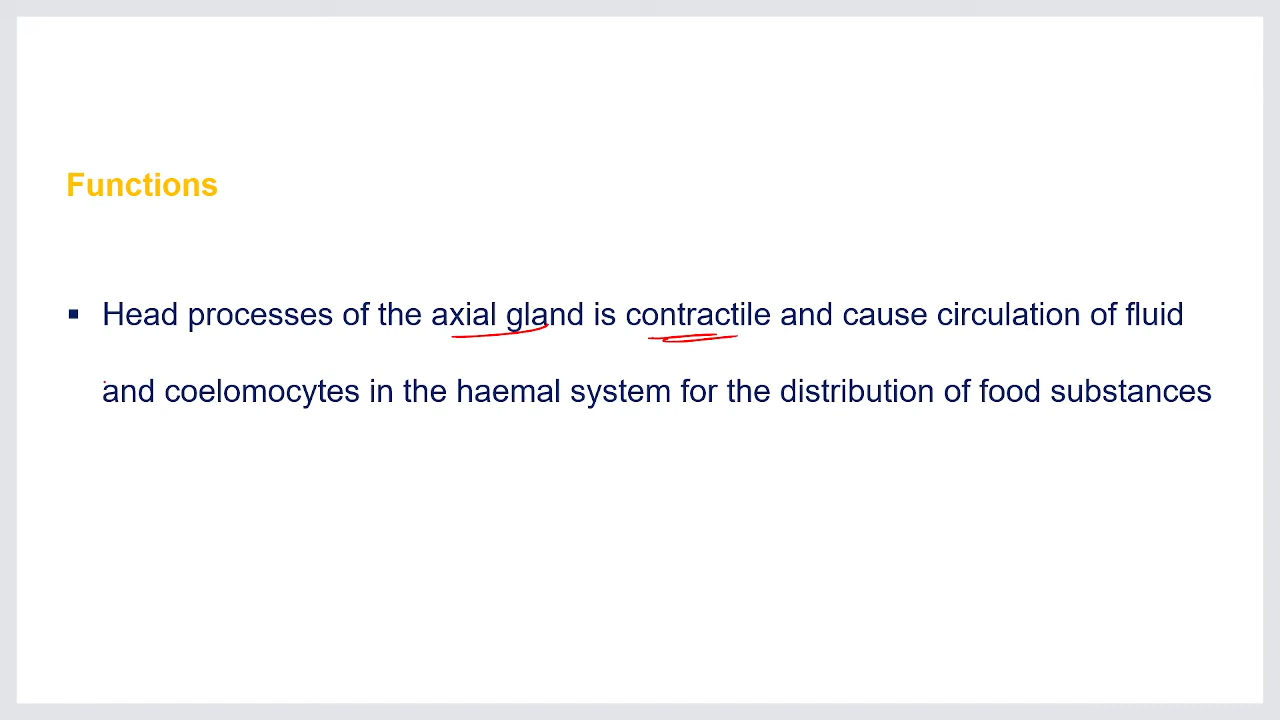 Functions
▪ Head processes of the axial gland is contractile and cause circulation of fluid
and coelomocytes in the haemal system for the distribution of food substances